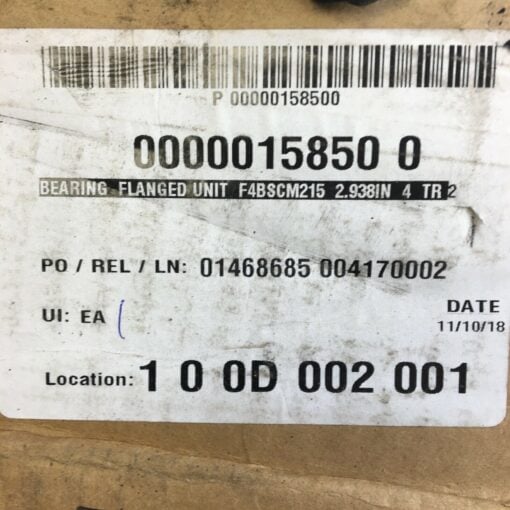 P 00000158500
0000015850 0
BEARING FLANGED UNIT F4BSCM215 2.938IN 4 TR 2
PO / REL / LN: 01468685 004170002
UI: EA
DATE
11/10/18
Location: 1 0 0D 002 001